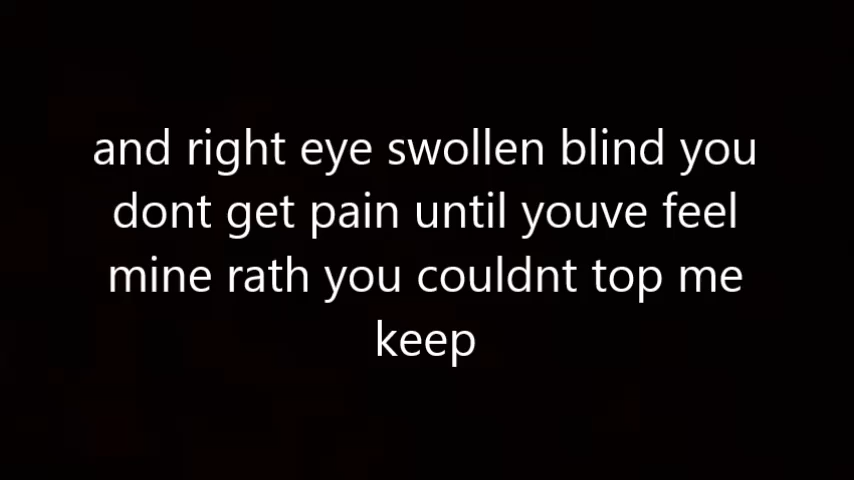 and right eye swollen blind you
dont get pain until youve feel
mine rath you couldnt top me
keep